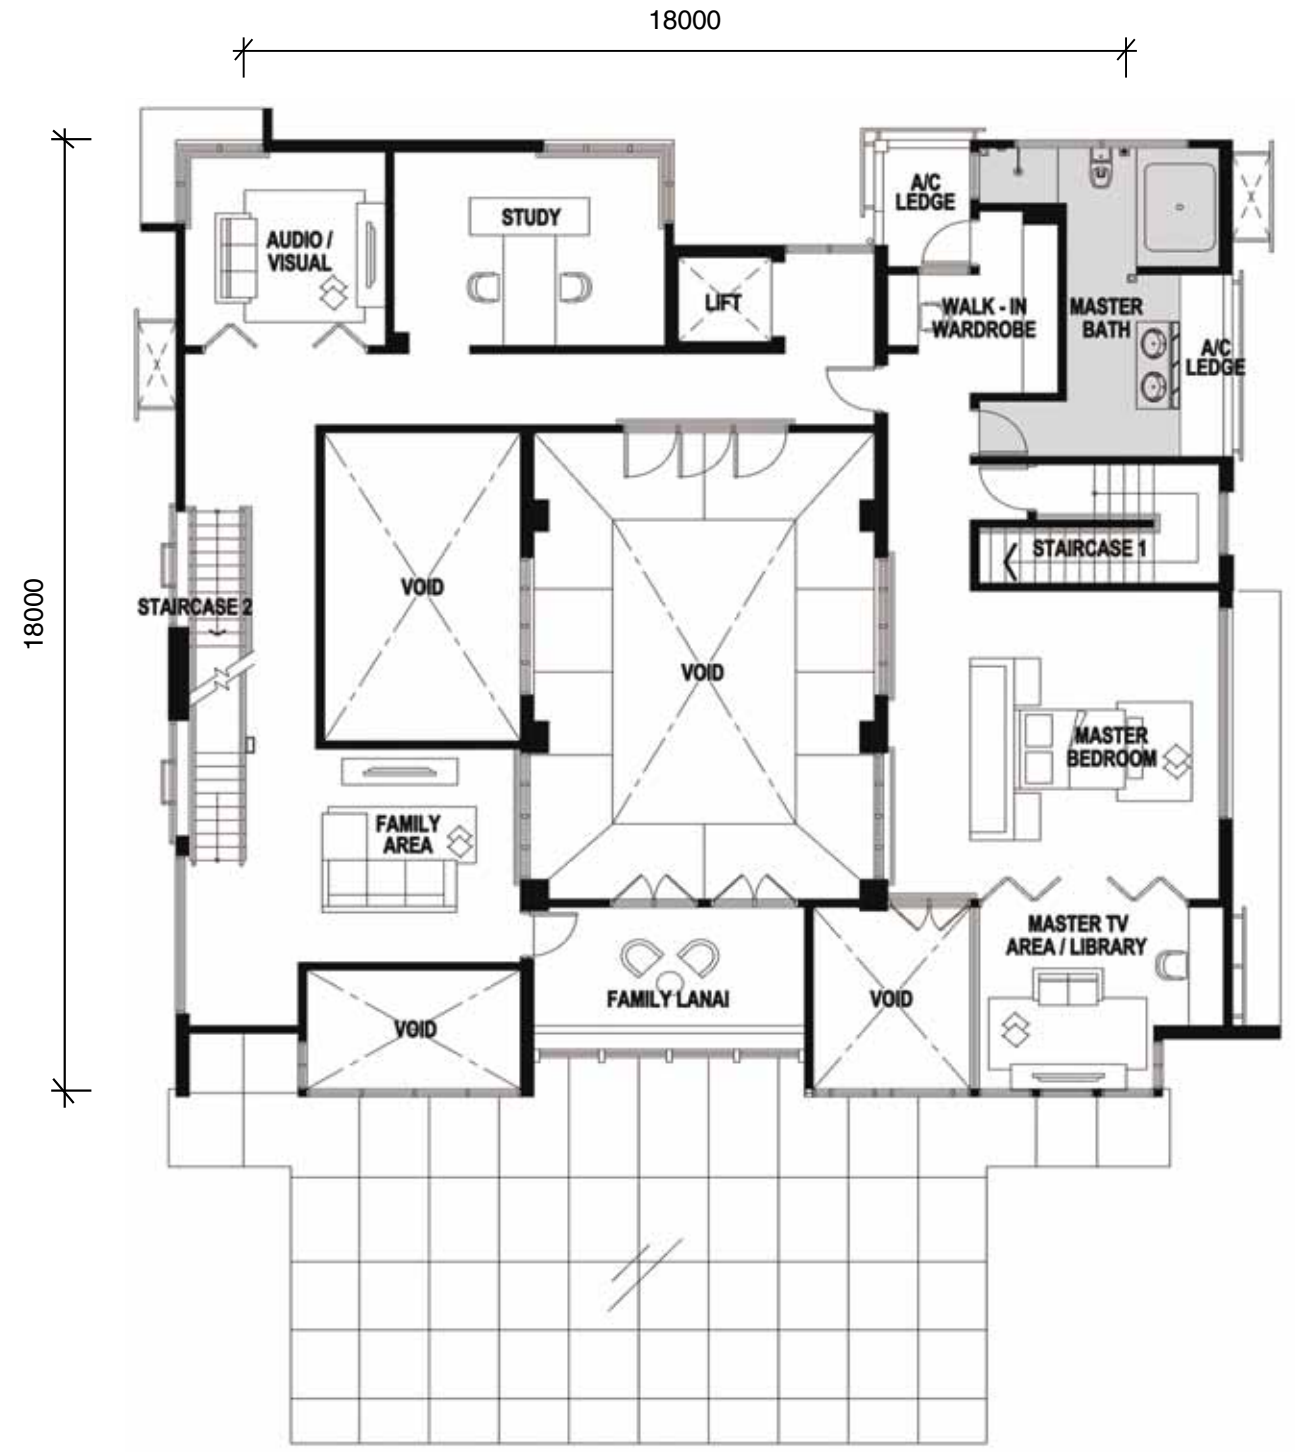 18000
18000
A/C
LEDGE
STUDY
AUDIO /
VISUAL
LIFT
WALK - IN
WARDROBE
MASTER
BATH
A/C
LEDGE
STAIRCASE 1
VOID
STAIRCASE 2
VOID
MASTER
BEDROOM
FAMILY
AREA
MASTER TV
AREA / LIBRARY
FAMILY LANAI
VOID
VOID